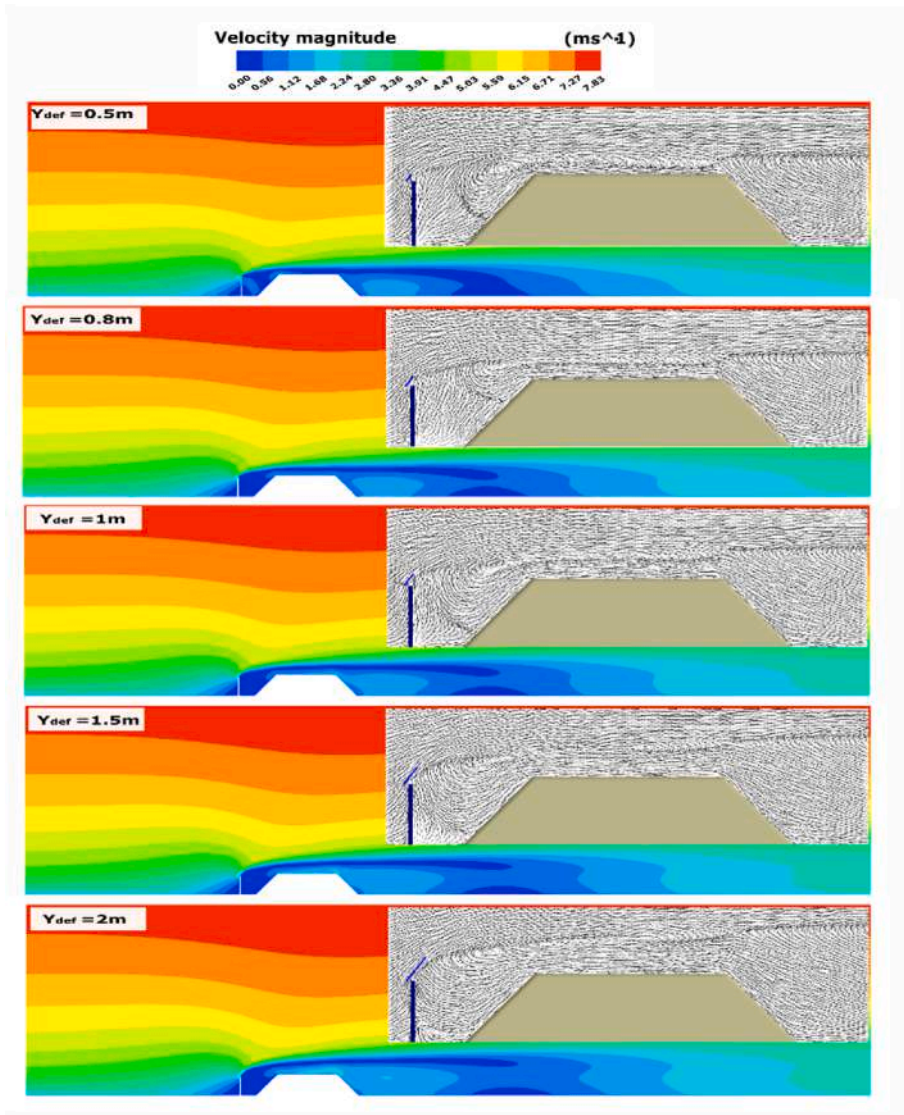 Velocity magnitude (ms^-1)
0.00 0.56 1.12 1.68 2.24 2.80 3.36 3.91 4.47 5.03 5.59 6.15 6.71 7.27 7.83
Ydef =0.5m
Ydef =0.8m
Ydef =1m
Ydef =1.5m
Ydef =2m